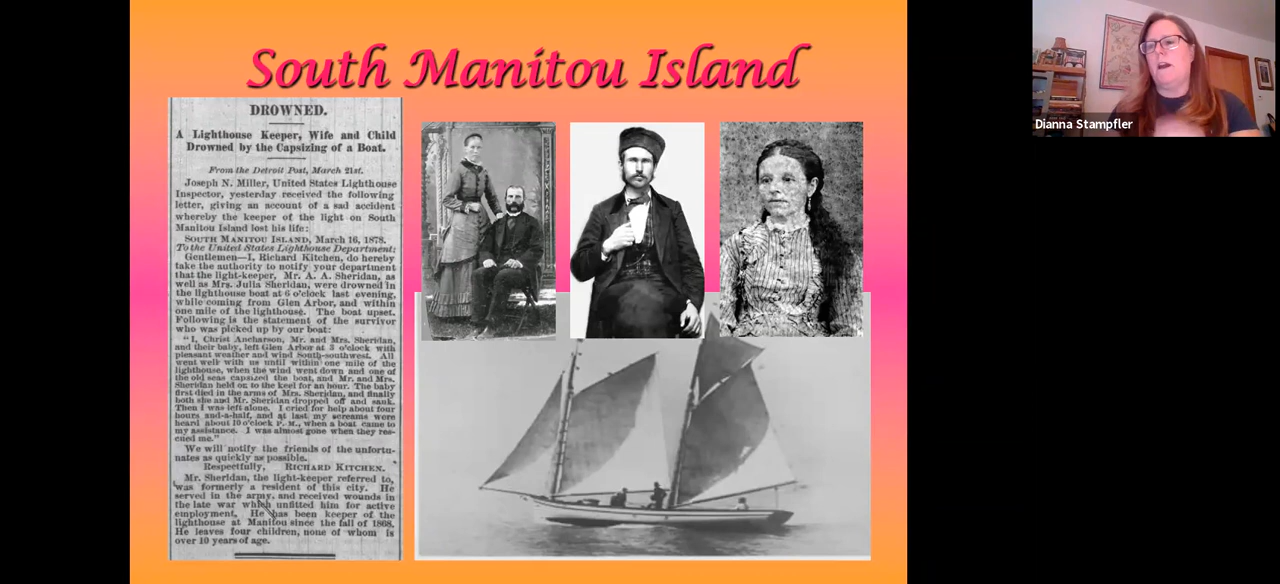 South Manitou Island
DROWNED.
A Lighthouse Keeper, Wife and Child
Drowned by the Capsizing of a Boat.
From the Detroit Post, March 21st.
Joseph N. Miller, United States Lighthouse
Inspector, yesterday received the following
letter, giving an account of a sad accident
whereby the keeper of the light on South
Manitou Island lost his life:
SOUTH MANITOU ISLAND, March 16, 1878.
To the United States Lighthouse Department:
Gentlemen—I, Richard Kitchen, do hereby
take the authority to notify your department
that the light-keeper, Mr. A. A. Sheridan, as
well as Mrs. Julia Sheridan, were drowned in
the lighthouse boat at 6 o'clock last evening,
while coming from Glen Arbor, and within
one mile of the lighthouse. The boat upset.
Following is the statement of the survivor
who was picked up by our boat:
"I, Christ Ancharson, Mr. and Mrs. Sheridan,
and their baby, left Glen Arbor at 3 o'clock with
pleasant weather and wind South-southwest. All
went well with us until within one mile of the
lighthouse, when the wind went down and one of
the old seas capsized the boat, and Mr. and Mrs.
Sheridan held on to the keel for an hour. The baby
first died in the arms of Mrs. Sheridan, and finally
both she and Mr. Sheridan dropped off and sank.
Then I was left alone. I cried for help about four
hours and-a-half, and at last my screams were
heard about 10 o'clock P. M., when a boat came to
my assistance. I was almost gone when they res-
cued me."
We will notify the friends of the unfortu-
nates as quickly as possible.
Respectfully, RICHARD KITCHEN.
Mr. Sheridan, the light-keeper referred to,
was formerly a resident of this city. He
served in the army, and received wounds in
the late war which unfitted him for active
employment. He has been keeper of the
lighthouse at Manitou since the fall of 1868.
He leaves four children, none of whom is
over 10 years of age.
Dianna Stampfler